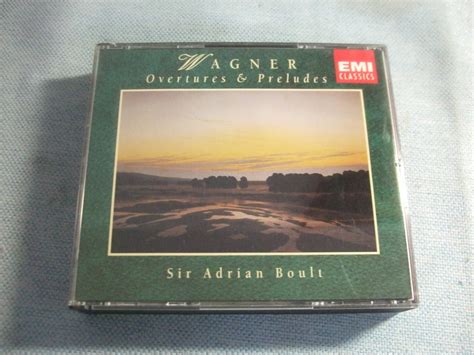 WAGNER
Overtures & Preludes
EMI
CLASSICS
Sir Adrian Boult